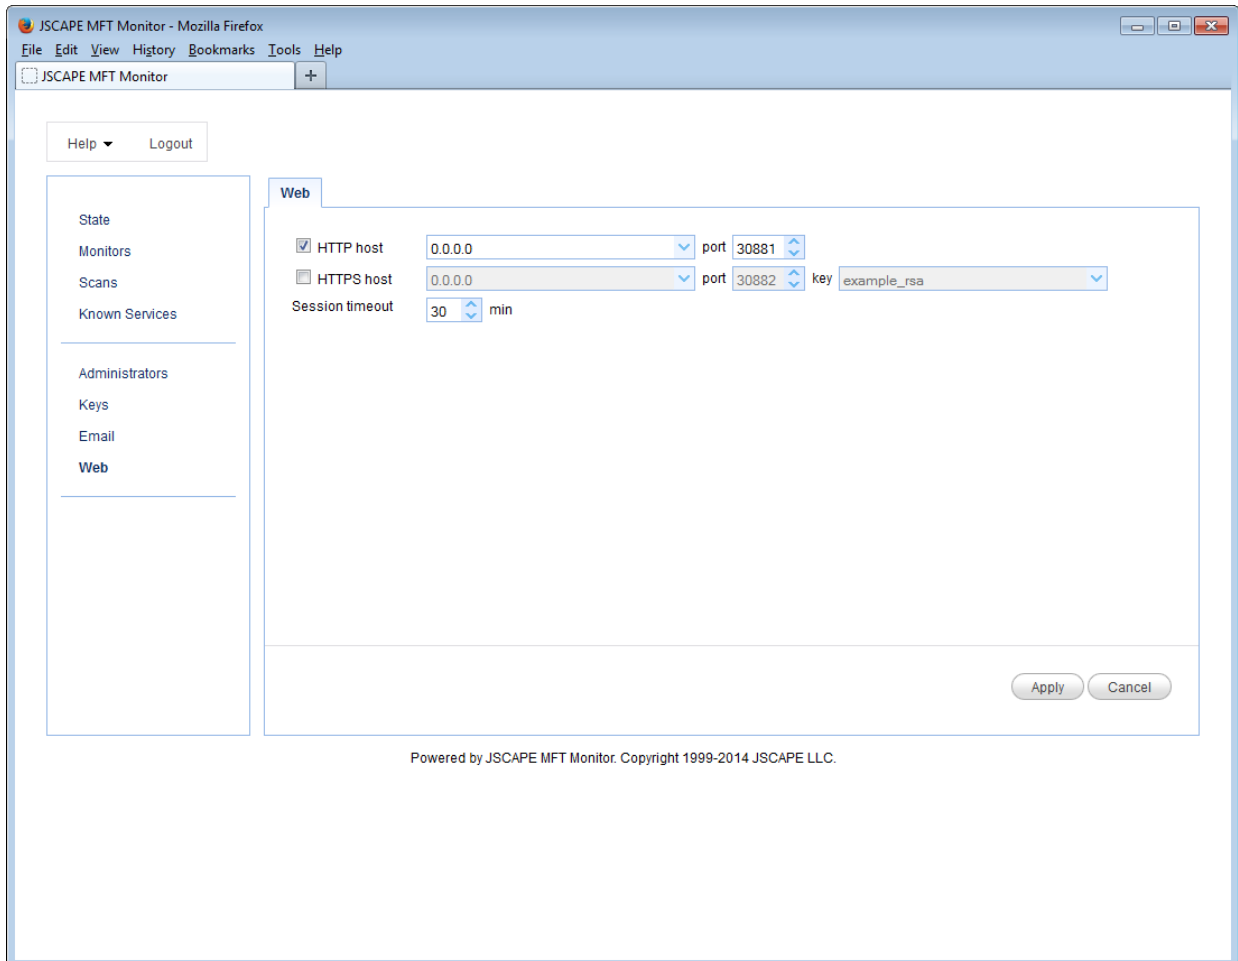 JSCAPE MFT Monitor - Mozilla Firefox
File Edit View History Bookmarks Tools Help
JSCAPE MFT Monitor +
Help Logout
State
Monitors
Scans
Known Services
Administrators
Keys
Email
Web
Web
HTTP host 0.0.0.0 port 30881
HTTPS host 0.0.0.0 port 30882 key example_rsa
Session timeout 30 min
Apply Cancel
Powered by JSCAPE MFT Monitor. Copyright 1999-2014 JSCAPE LLC.